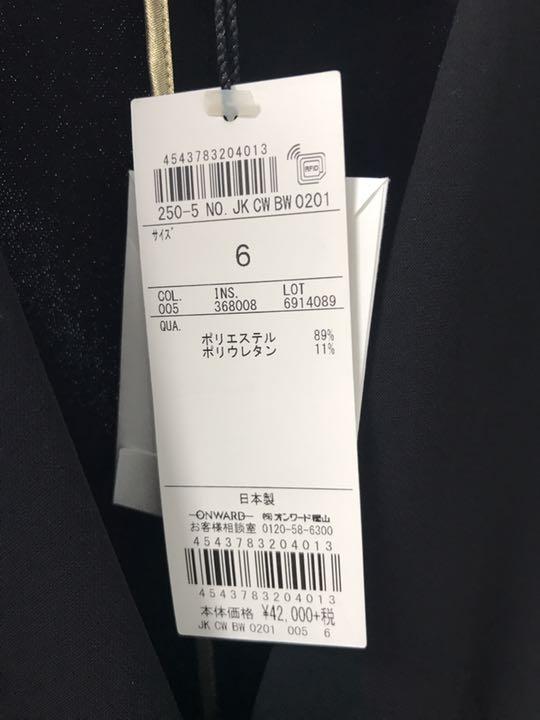 4543783204013
RFID
250-5 NO. JK CW BW 0201
サイズ
6
COL. INS. LOT
005 368008 6914089
QUA.
ポリエステル 89%
ポリウレタン 11%
日本製
ONWARD ㈱オンワード樫山
お客様相談室 0120-58-6300
4543783204013
4543783204013
本体価格 ¥42,000+税
JK CW BW 0201 005 6